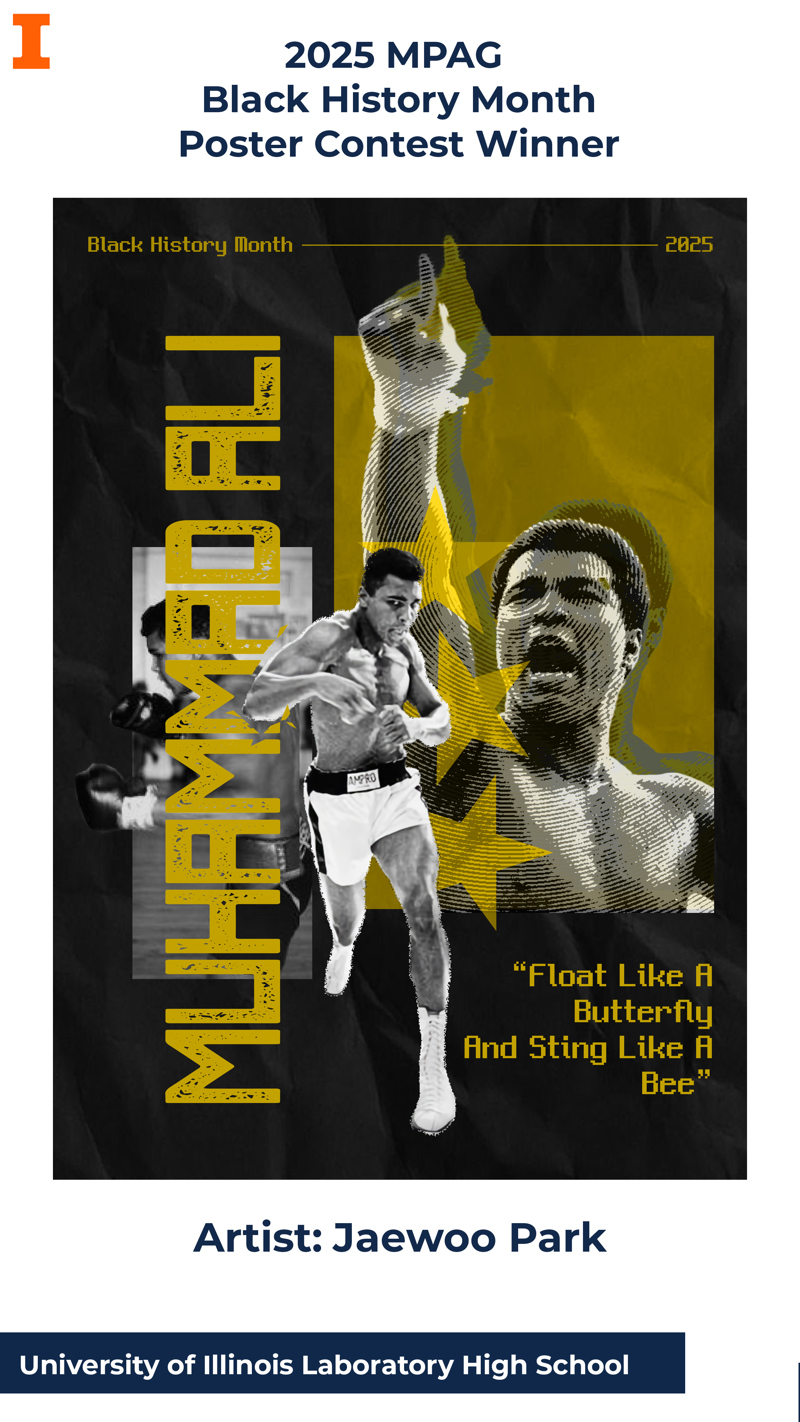 2025 MPAG
Black History Month
Poster Contest Winner
Black History Month 2025
MUHAMMAD ALI
AMPRO
“Float Like A
Butterfly
And Sting Like A
Bee”
Artist: Jaewoo Park
University of Illinois Laboratory High School